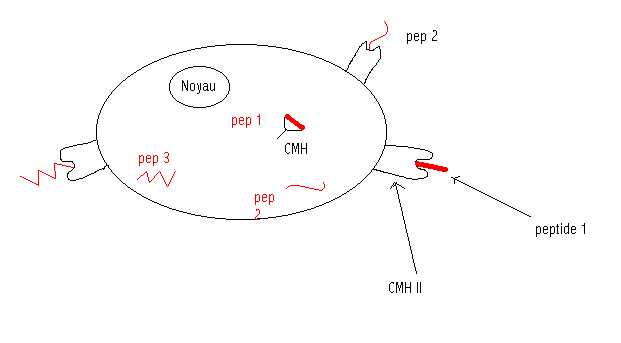 pep 2
Noyau
pep 1
CMH
pep 3
pep
2
peptide 1
CMH II